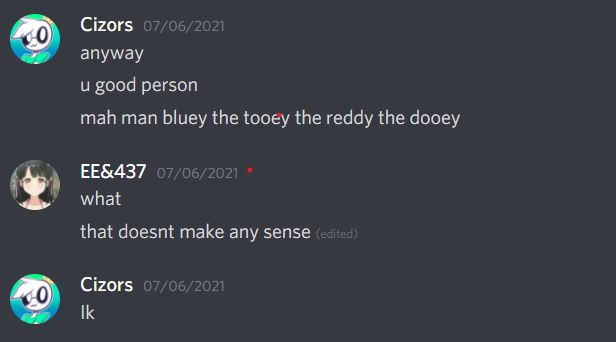 Cizors 07/06/2021
anyway
u good person
mah man bluey the tooey the reddy the dooey
EE&437 07/06/2021
what
that doesnt make any sense (edited)
Cizors 07/06/2021
lk